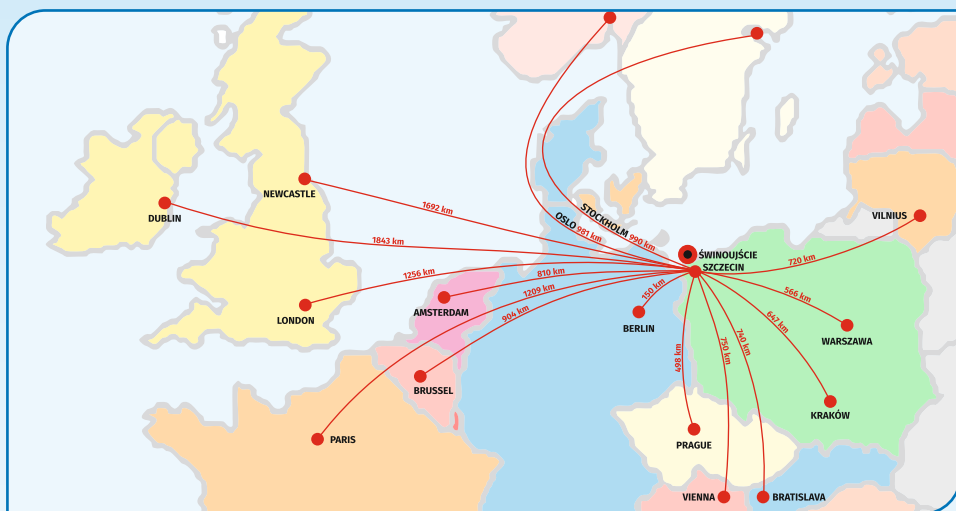 NEWCASTLE
1692 km
DUBLIN
1843 km
OSLO 981 km
STOCKHOLM 990 km
VILNIUS
720 km
ŚWINOUJŚCIE
SZCZECIN
1256 km
LONDON
810 km
AMSTERDAM
1209 km
904 km
150 km
BERLIN
566 km
WARSZAWA
647 km
KRAKÓW
740 km
750 km
498 km
BRUSSEL
PARIS
PRAGUE
VIENNA
BRATISLAVA